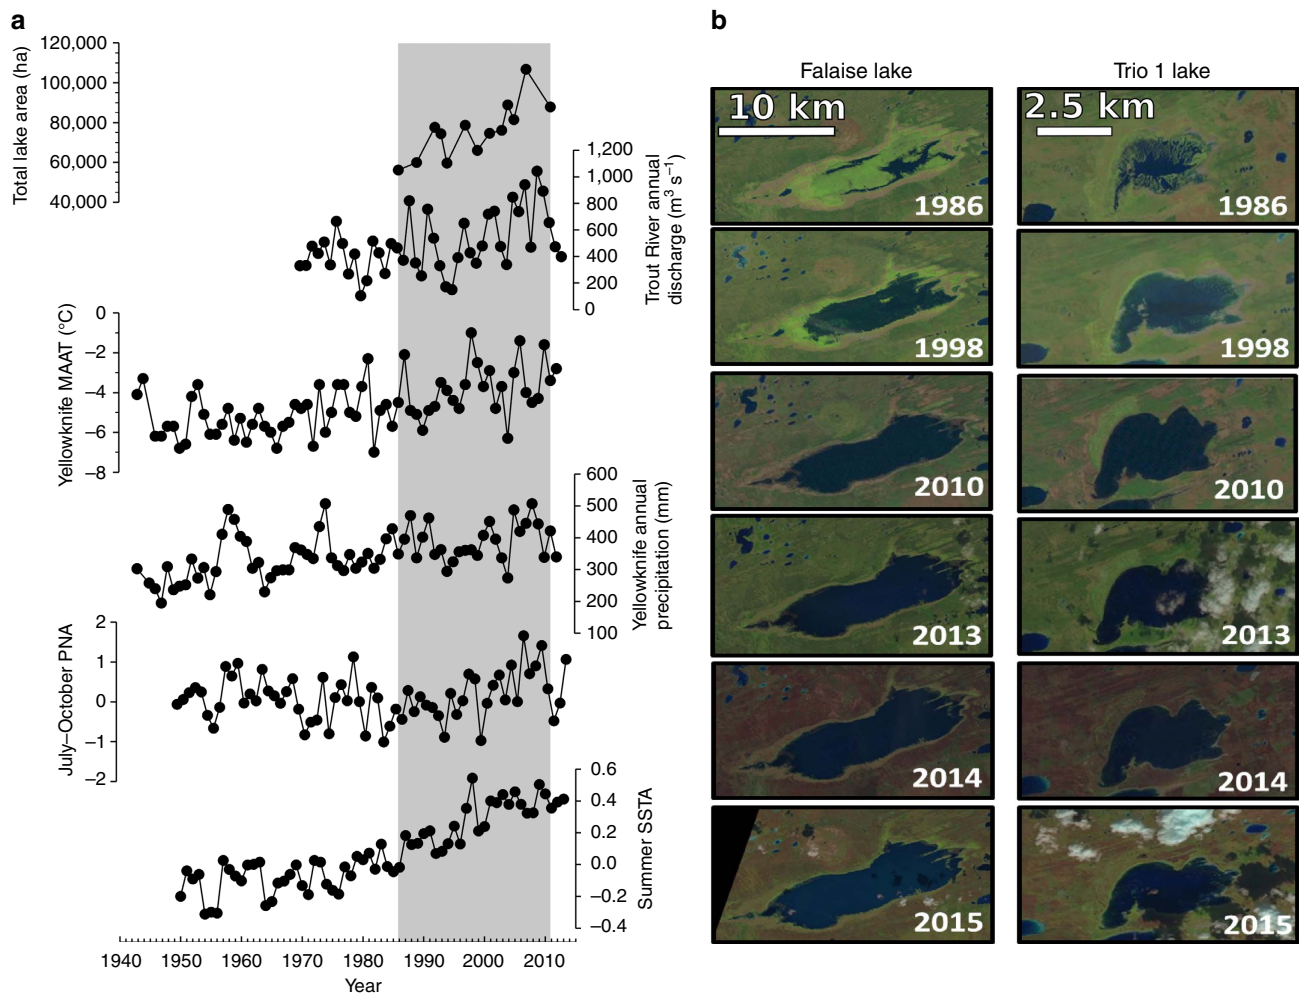 a
Total lake area (ha)
120,000
100,000
80,000
60,000
40,000
1,200
1,000
800
600
400
200
0
Trout River annual
discharge (m³ s⁻¹)
Yellowknife MAAT (°C)
0
−2
−4
−6
−8
600
500
400
300
200
100
Yellowknife annual
precipitation (mm)
July–October PNA
2
1
0
−1
−2
0.6
0.4
0.2
0.0
−0.2
−0.4
Summer SSTA
1940 1950 1960 1970 1980 1990 2000 2010
Year
b
Falaise lake Trio 1 lake
10 km 2.5 km
1986 1986
1998 1998
2010 2010
2013 2013
2014 2014
2015 2015